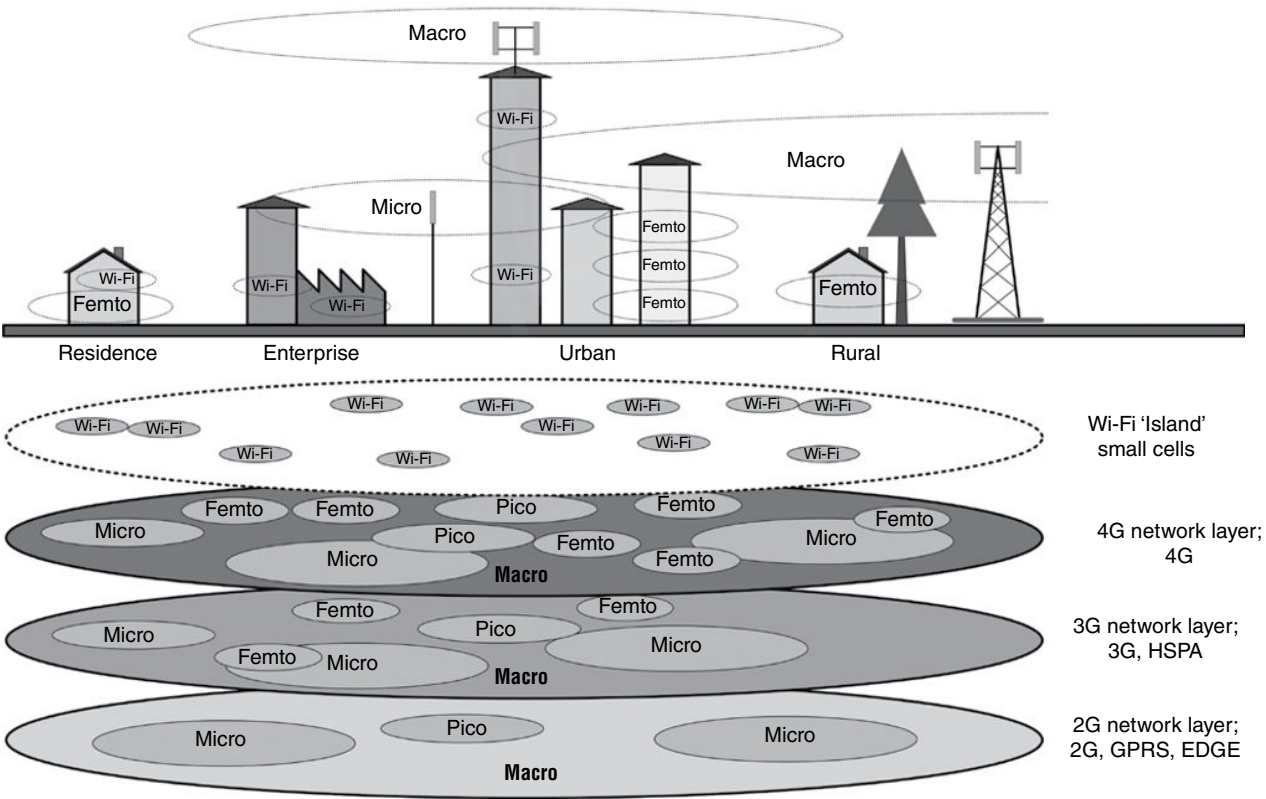 Macro
Wi-Fi
Macro
Micro
Femto
Wi-Fi
Femto
Wi-Fi
Femto
Wi-Fi
Wi-Fi
Femto
Femto
Femto
Residence
Enterprise
Urban
Rural
Wi-Fi
Wi-Fi
Wi-Fi
Wi-Fi
Wi-Fi
Wi-Fi
Wi-Fi
Wi-Fi
Wi-Fi
Wi-Fi
Wi-Fi
Wi-Fi
Wi-Fi ‘Island’
small cells
Femto
Femto
Pico
Femto
Femto
Micro
Pico
Femto
Micro
Micro
Femto
Macro
4G network layer;
4G
Femto
Femto
Micro
Pico
Micro
Femto
Micro
Macro
3G network layer;
3G, HSPA
Micro
Pico
Micro
Macro
2G network layer;
2G, GPRS, EDGE